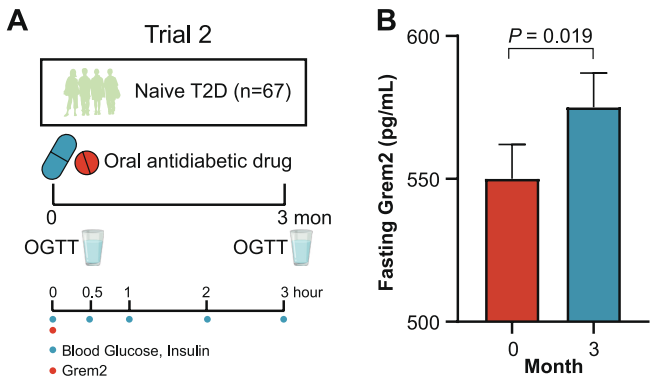 A
Trial 2
Naive T2D (n=67)
Oral antidiabetic drug
0 3 mon
OGTT OGTT
0 0.5 1 2 3 hour
Blood Glucose, Insulin
Grem2
B
Fasting Grem2 (pg/mL)
600
550
500
P = 0.019
0 3
Month